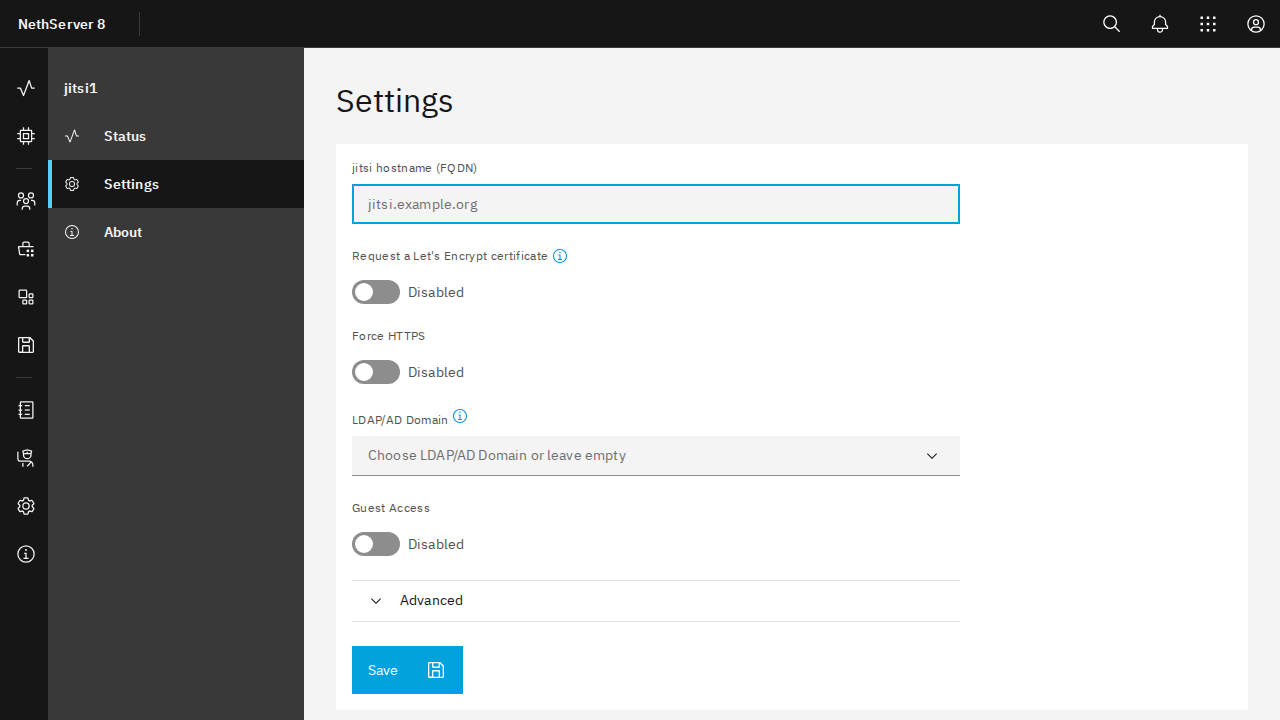 NethServer 8
jitsi1
Status
Settings
About
Settings
jitsi hostname (FQDN)
jitsi.example.org
Request a Let's Encrypt certificate
Disabled
Force HTTPS
Disabled
LDAP/AD Domain
Choose LDAP/AD Domain or leave empty
Guest Access
Disabled
Advanced
Save